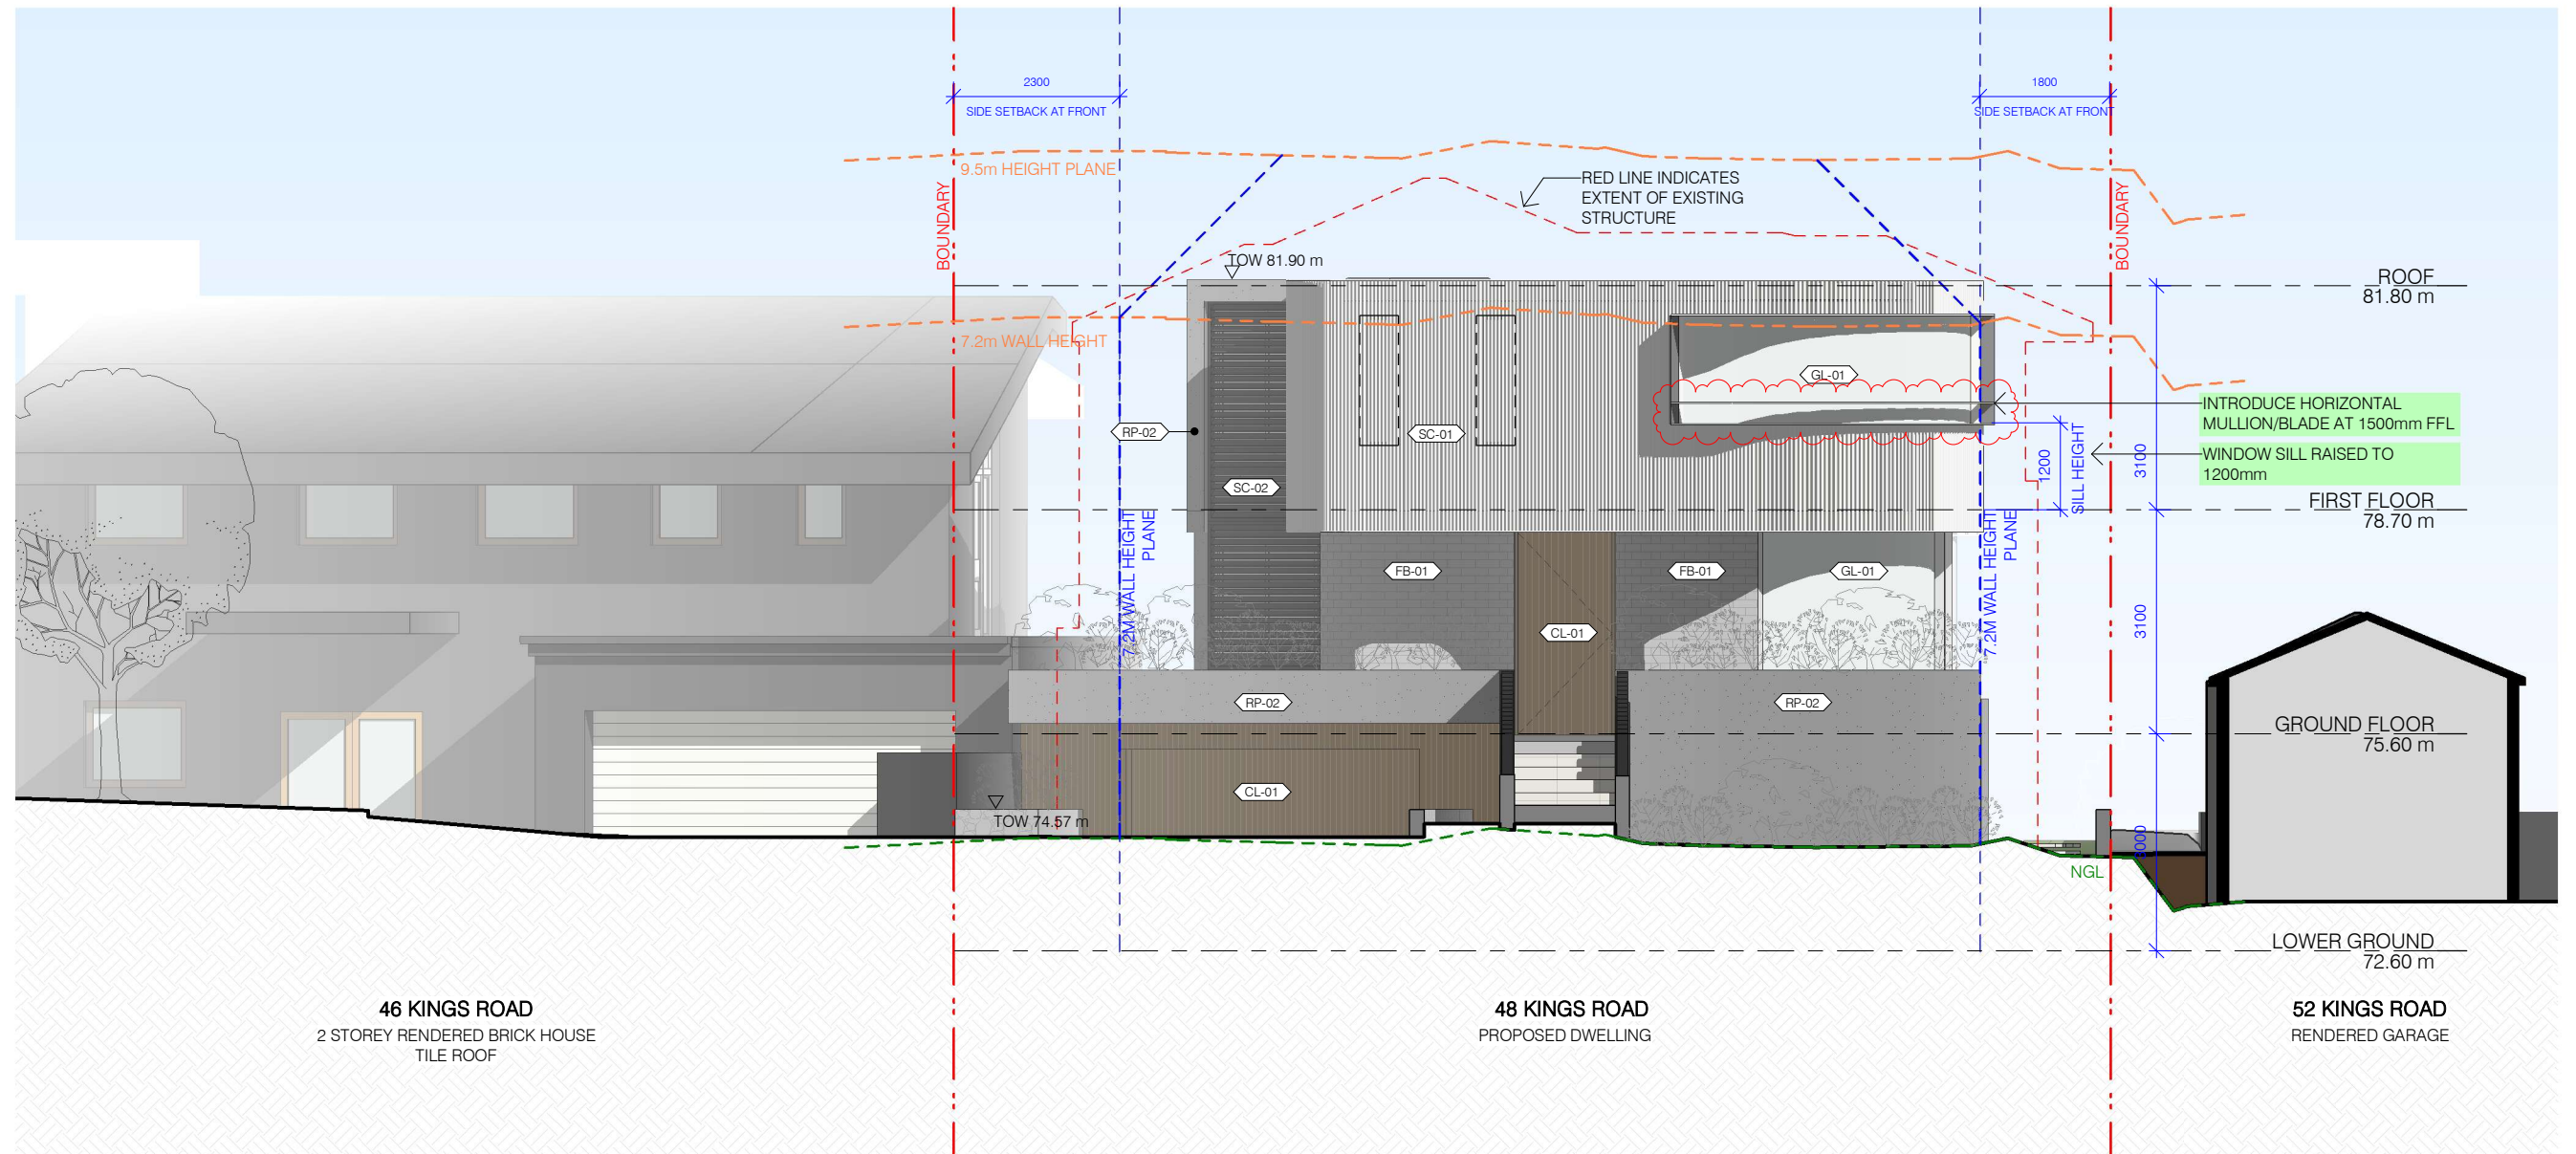 2300
SIDE SETBACK AT FRONT
1800
SIDE SETBACK AT FRONT
9.5m HEIGHT PLANE
BOUNDARY
RED LINE INDICATES
EXTENT OF EXISTING
STRUCTURE
BOUNDARY
TOW 81.90 m
ROOF
81.80 m
7.2m WALL HEIGHT
GL-01
RP-02
SC-01
INTRODUCE HORIZONTAL
MULLION/BLADE AT 1500mm FFL
WINDOW SILL RAISED TO
1200mm
1200
SILL HEIGHT
3100
SC-02
FIRST FLOOR
78.70 m
7.2M WALL HEIGHT
PLANE
FB-01
FB-01
GL-01
7.2M WALL HEIGHT
PLANE
3100
CL-01
RP-02
RP-02
GROUND FLOOR
75.60 m
CL-01
TOW 74.57 m
3000
NGL
LOWER GROUND
72.60 m
46 KINGS ROAD
2 STOREY RENDERED BRICK HOUSE
TILE ROOF
48 KINGS ROAD
PROPOSED DWELLING
52 KINGS ROAD
RENDERED GARAGE